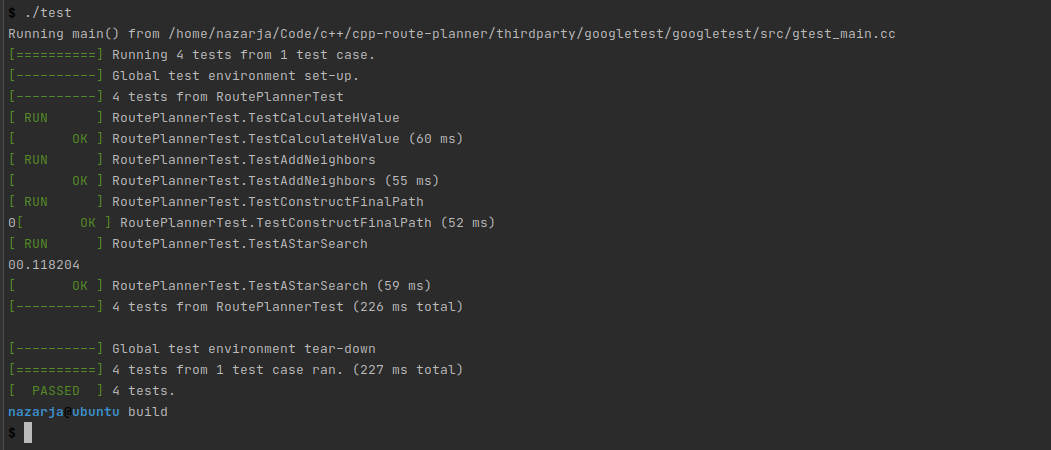 $ ./test
Running main() from /home/nazarja/Code/c++/cpp-route-planner/thirdparty/googletest/googletest/src/gtest_main.cc
[==========] Running 4 tests from 1 test case.
[----------] Global test environment set-up.
[----------] 4 tests from RoutePlannerTest
[ RUN      ] RoutePlannerTest.TestCalculateHValue
[       OK ] RoutePlannerTest.TestCalculateHValue (60 ms)
[ RUN      ] RoutePlannerTest.TestAddNeighbors
[       OK ] RoutePlannerTest.TestAddNeighbors (55 ms)
[ RUN      ] RoutePlannerTest.TestConstructFinalPath
0[       OK ] RoutePlannerTest.TestConstructFinalPath (52 ms)
[ RUN      ] RoutePlannerTest.TestAStarSearch
00.118204
[       OK ] RoutePlannerTest.TestAStarSearch (59 ms)
[----------] 4 tests from RoutePlannerTest (226 ms total)
[----------] Global test environment tear-down
[==========] 4 tests from 1 test case ran. (227 ms total)
[  PASSED  ] 4 tests.
nazarja@ubuntu build
$